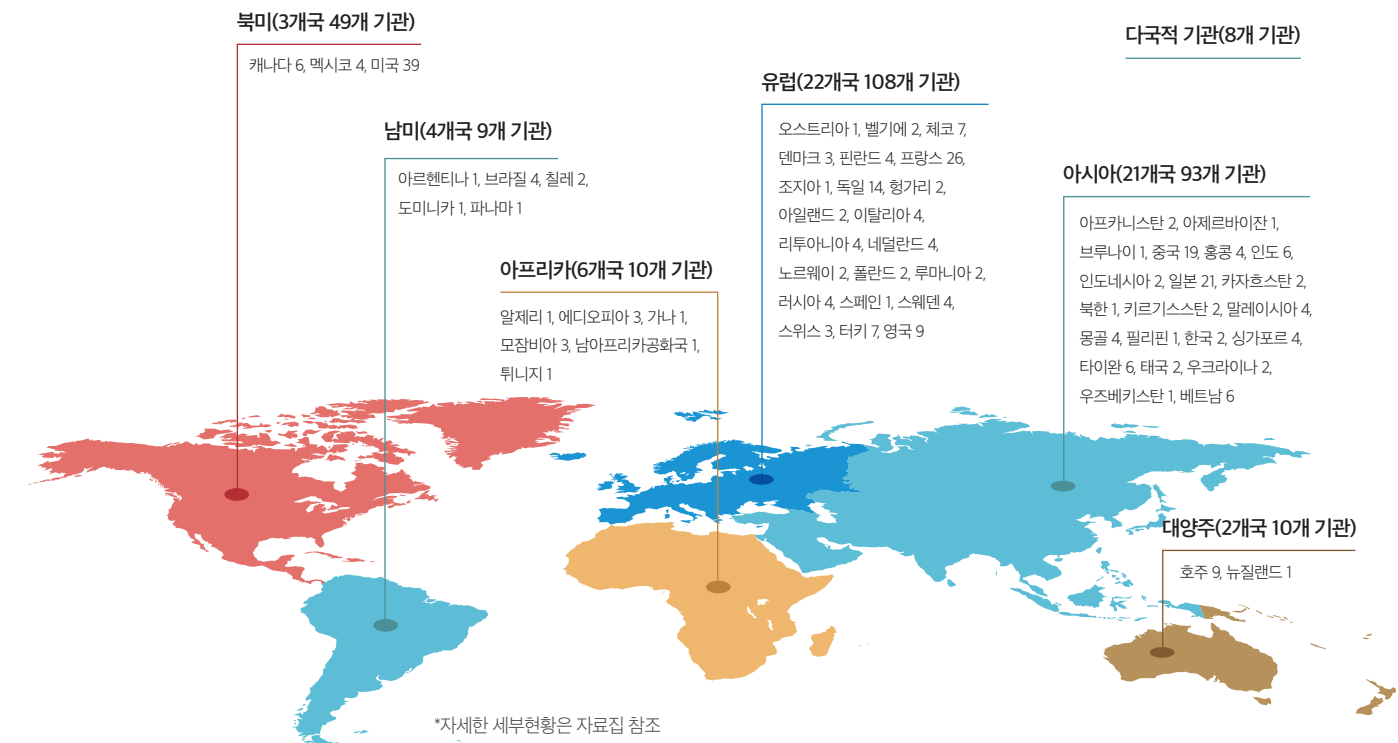 북미(3개국 49개 기관)
캐나다 6, 멕시코 4, 미국 39
남미(4개국 9개 기관)
아르헨티나 1, 브라질 4, 칠레 2,
도미니카 1, 파나마 1
아프리카(6개국 10개 기관)
알제리 1, 에디오피아 3, 가나 1,
모잠비아 3, 남아프리카공화국 1,
튀니지 1
유럽(22개국 108개 기관)
오스트리아 1, 벨기에 2, 체코 7,
덴마크 3, 핀란드 4, 프랑스 26,
조지아 1, 독일 14, 헝가리 2,
아일랜드 2, 이탈리아 4,
리투아니아 4, 네덜란드 4,
노르웨이 2, 폴란드 2, 루마니아 2,
러시아 4, 스페인 1, 스웨덴 4,
스위스 3, 터키 7, 영국 9
다국적 기관(8개 기관)
아시아(21개국 93개 기관)
아프카니스탄 2, 아제르바이잔 1,
브루나이 1, 중국 19, 홍콩 4, 인도 6,
인도네시아 2, 일본 21, 카자흐스탄 2,
북한 1, 키르기스스탄 2, 말레이시아 4,
몽골 4, 필리핀 1, 한국 2, 싱가포르 4,
타이완 6, 태국 2, 우크라이나 2,
우즈베키스탄 1, 베트남 6
대양주(2개국 10개 기관)
호주 9, 뉴질랜드 1
*자세한 세부현황은 자료집 참조